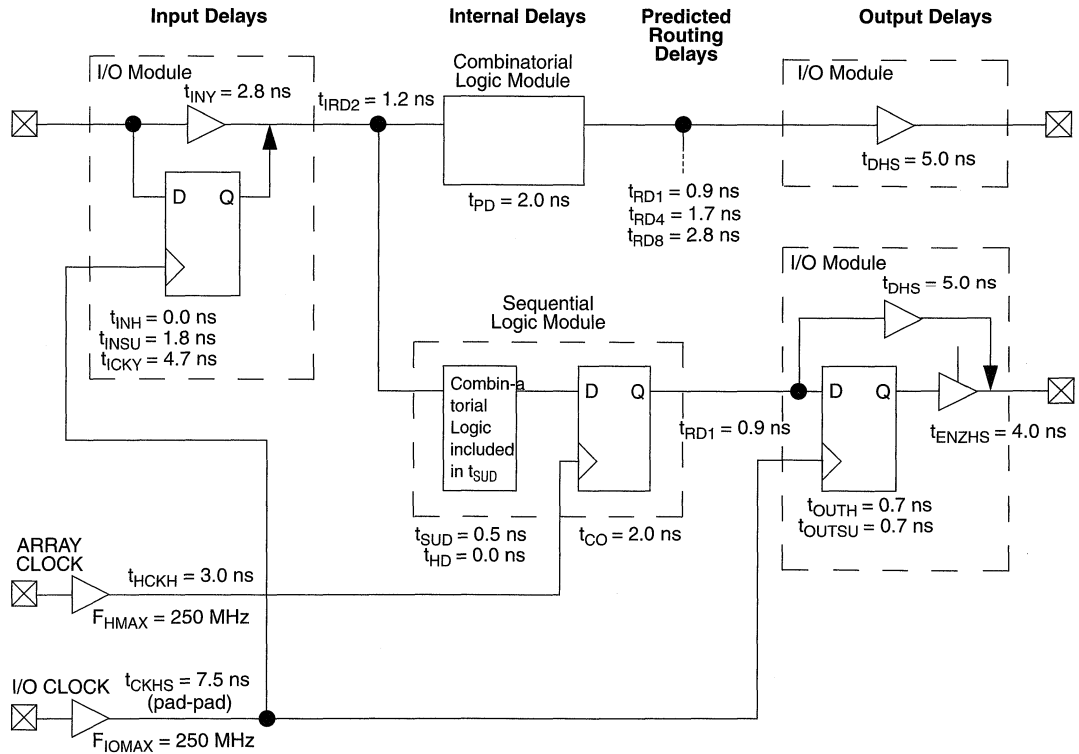 Input Delays
Internal Delays
Predicted
Routing
Delays
Output Delays
I/O Module
tINY = 2.8 ns
tIRD2 = 1.2 ns
Combinatorial
Logic Module
I/O Module
D Q
tPD = 2.0 ns
tRD1 = 0.9 ns
tRD4 = 1.7 ns
tRD8 = 2.8 ns
tDHS = 5.0 ns
tINH = 0.0 ns
tINSU = 1.8 ns
tICKY = 4.7 ns
Sequential
Logic Module
I/O Module
tDHS = 5.0 ns
Combin-a
torial
Logic
included
in tSUD
D Q
tRD1 = 0.9 ns
D Q
tENZHS = 4.0 ns
tSUD = 0.5 ns
tHD = 0.0 ns
tCO = 2.0 ns
tOUTH = 0.7 ns
tOUTSU = 0.7 ns
ARRAY
CLOCK
tHCKH = 3.0 ns
FHMAX = 250 MHz
I/O CLOCK
tCKHS = 7.5 ns
(pad-pad)
FIOMAX = 250 MHz